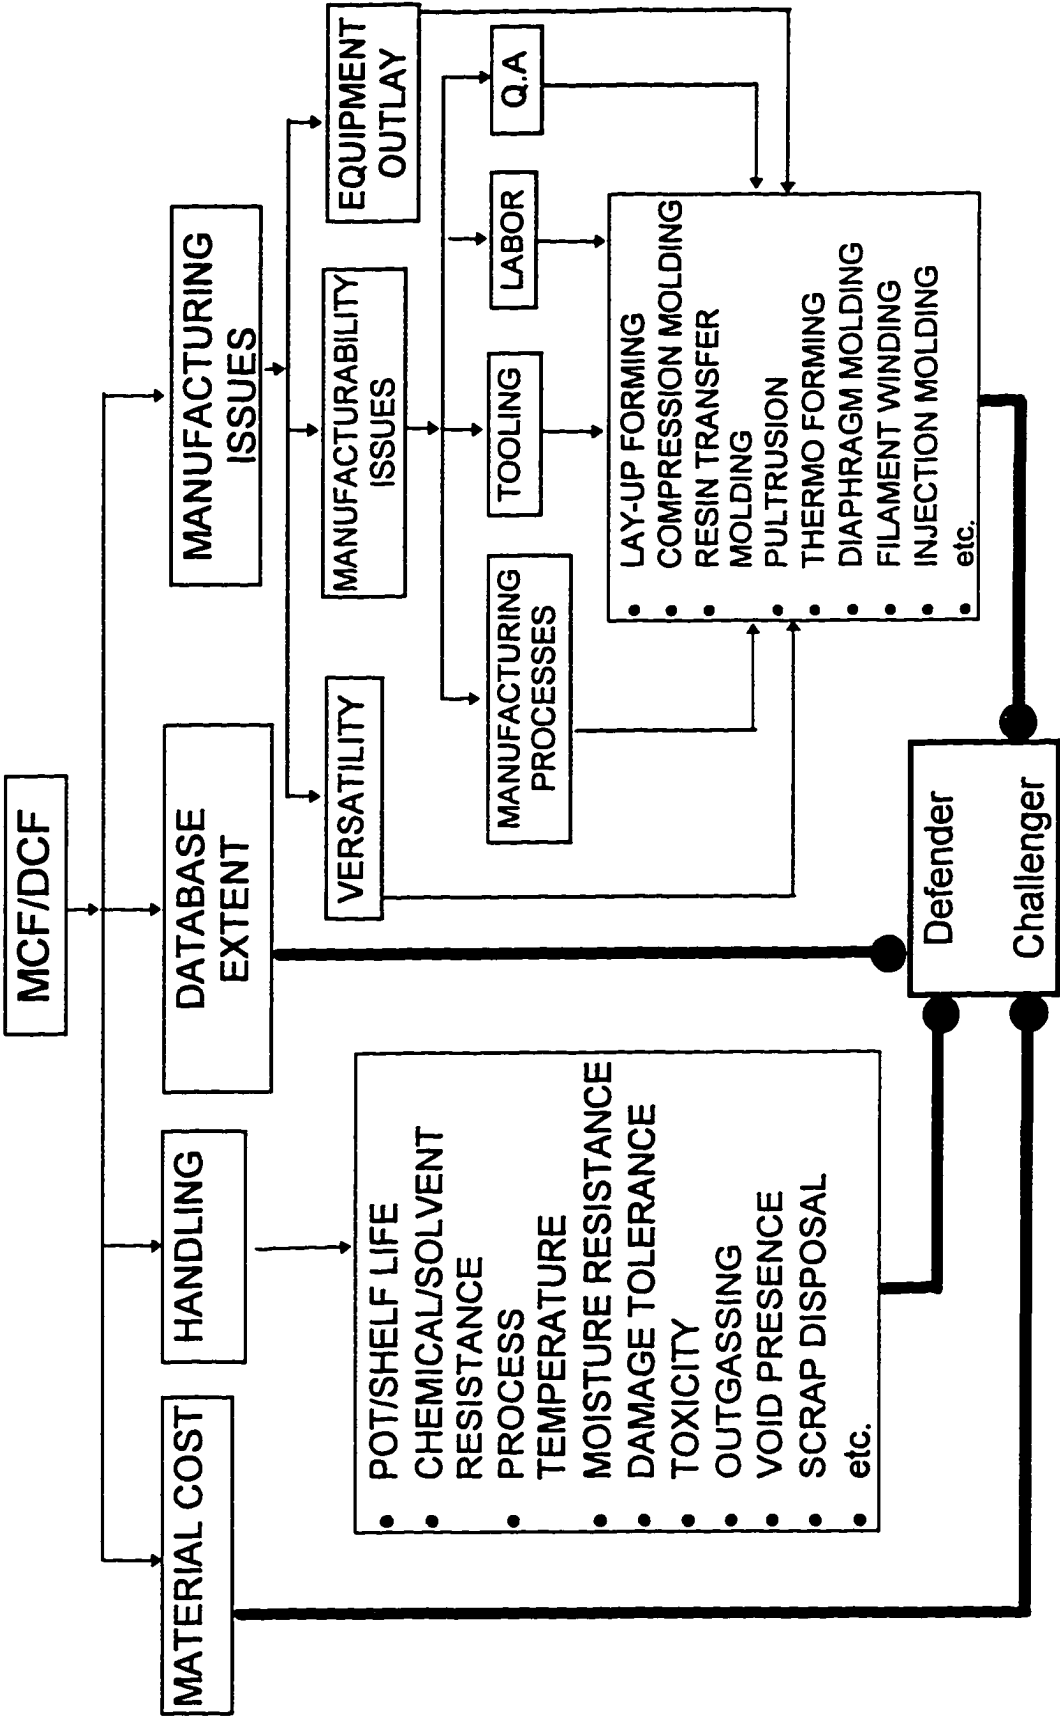 MCF/DCF
MATERIAL COST
HANDLING
DATABASE
EXTENT
MANUFACTURING
ISSUES
VERSATILITY
MANUFACTURABILITY
ISSUES
EQUIPMENT
OUTLAY
MANUFACTURING
PROCESSES
TOOLING
LABOR
Q.A
• POT/SHELF LIFE
• CHEMICAL/SOLVENT
RESISTANCE
• PROCESS
TEMPERATURE
• MOISTURE RESISTANCE
• DAMAGE TOLERANCE
• TOXICITY
• OUTGASSING
• VOID PRESENCE
• SCRAP DISPOSAL
• etc.
• LAY-UP FORMING
• COMPRESSION MOLDING
• RESIN TRANSFER
MOLDING
• PULTRUSION
• THERMO FORMING
• DIAPHRAGM MOLDING
• FILAMENT WINDING
• INJECTION MOLDING
• etc.
Defender
Challenger